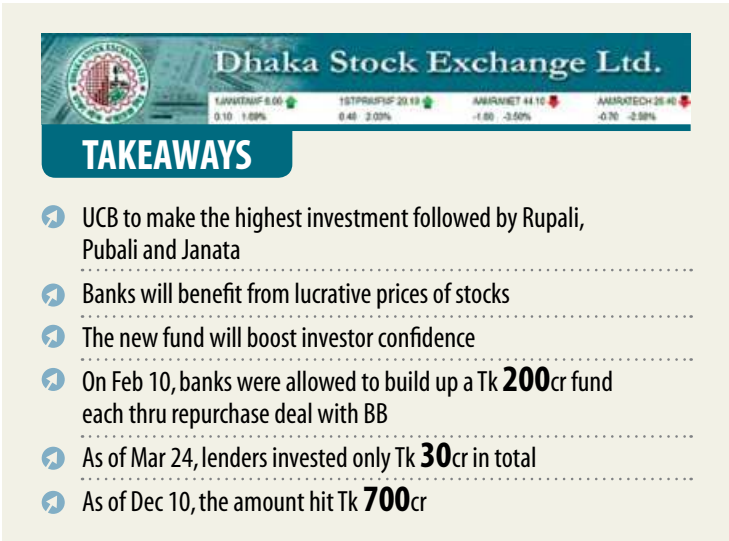 Dhaka Stock Exchange Ltd.
1JANATAMF 6.00 1STPRIMFMF 20.10 AAMRANET 44.10 AAMRATECH 26.40
0.10 1.69% 0.40 2.03% -1.60 -3.50% -0.70 -2.58%
TAKEAWAYS
UCB to make the highest investment followed by Rupali,
Pubali and Janata
Banks will benefit from lucrative prices of stocks
The new fund will boost investor confidence
On Feb 10, banks were allowed to build up a Tk 200cr fund
each thru repurchase deal with BB
As of Mar 24, lenders invested only Tk 30cr in total
As of Dec 10, the amount hit Tk 700cr